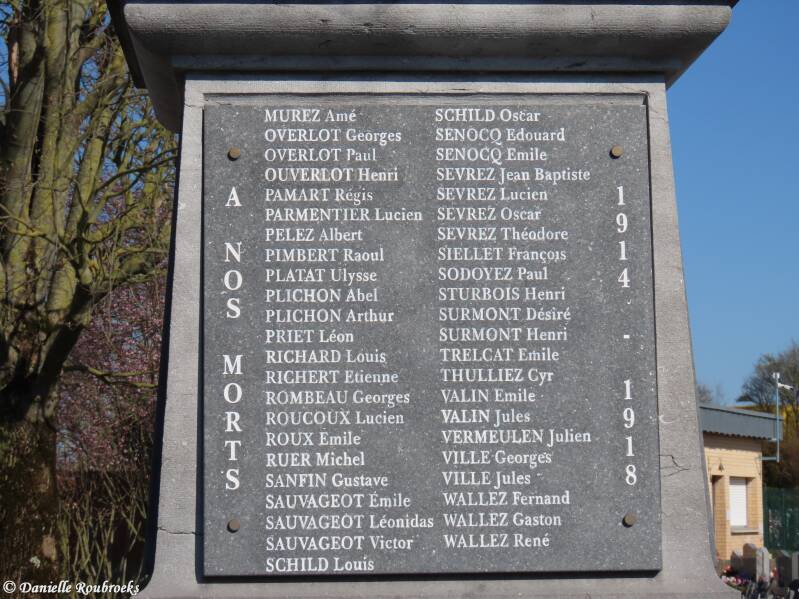 A NOS MORTS
MUREZ Amé
OVERLOT Georges
OVERLOT Paul
OUVERLOT Henri
PAMART Régis
PARMENTIER Lucien
PELEZ Albert
PIMBERT Raoul
PLATAT Ulysse
PLICHON Abel
PLICHON Arthur
PRIET Léon
RICHARD Louis
RICHERT Etienne
ROMBEAU Georges
ROUCOUX Lucien
ROUX Emile
RUER Michel
SANFIN Gustave
SAUVAGEOT Émile
SAUVAGEOT Léonidas
SAUVAGEOT Victor
SCHILD Louis
SCHILD Oscar
SENOCQ Edouard
SENOCQ Emile
SEVREZ Jean Baptiste
SEVREZ Lucien
SEVREZ Oscar
SEVREZ Théodore
SIELLET François
SODOYEZ Paul
STURBOIS Henri
SURMONT Désiré
SURMONT Henri
TRELCAT Emile
THULLIEZ Cyr
VALIN Emile
VALIN Jules
VERMEULEN Julien
VILLE Georges
VILLE Jules
WALLEZ Fernand
WALLEZ Gaston
WALLEZ René
1914 - 1918
© Danielle Roubroeks